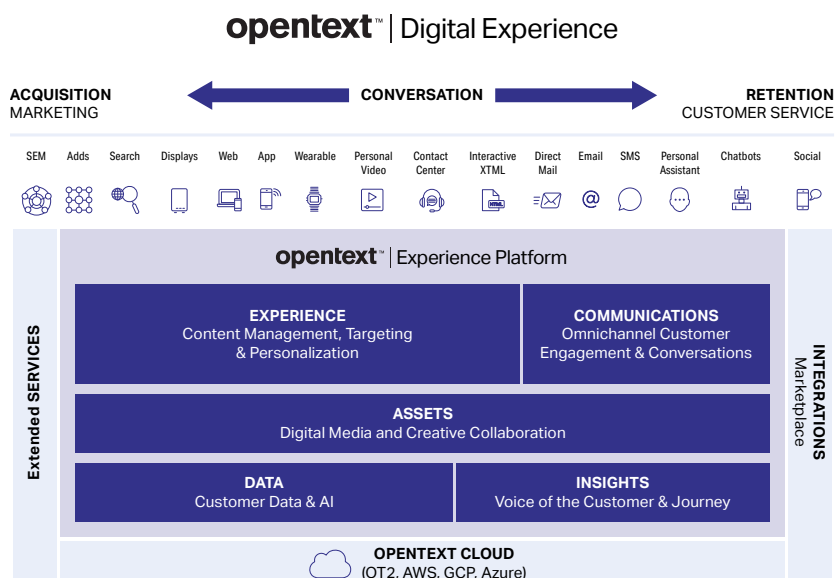 opentext™ | Digital Experience
ACQUISITION
MARKETING
CONVERSATION
RETENTION
CUSTOMER SERVICE
SEM
Adds
Search
Displays
Web
App
Wearable
Personal
Video
Contact
Center
Interactive
XTML
Direct
Mail
Email
SMS
Personal
Assistant
Chatbots
Social
HTML
@
opentext™ | Experience Platform
Extended SERVICES
EXPERIENCE
Content Management, Targeting
& Personalization
COMMUNICATIONS
Omnichannel Customer
Engagement & Conversations
ASSETS
Digital Media and Creative Collaboration
DATA
Customer Data & AI
INSIGHTS
Voice of the Customer & Journey
INTEGRATIONS
Marketplace
OPENTEXT CLOUD
(OT2, AWS, GCP, Azure)